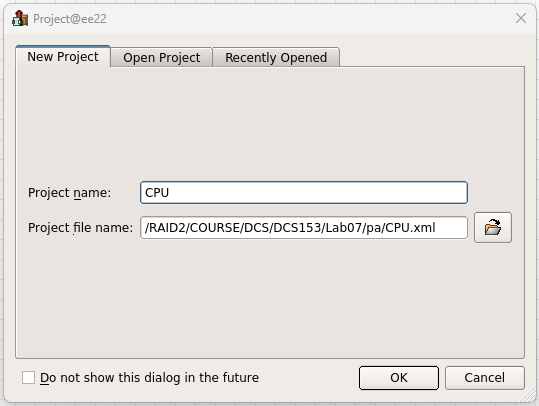 Project@ee22
New Project Open Project Recently Opened
Project name: CPU
Project file name: /RAID2/COURSE/DCS/DCS153/Lab07/pa/CPU.xml
Do not show this dialog in the future OK Cancel